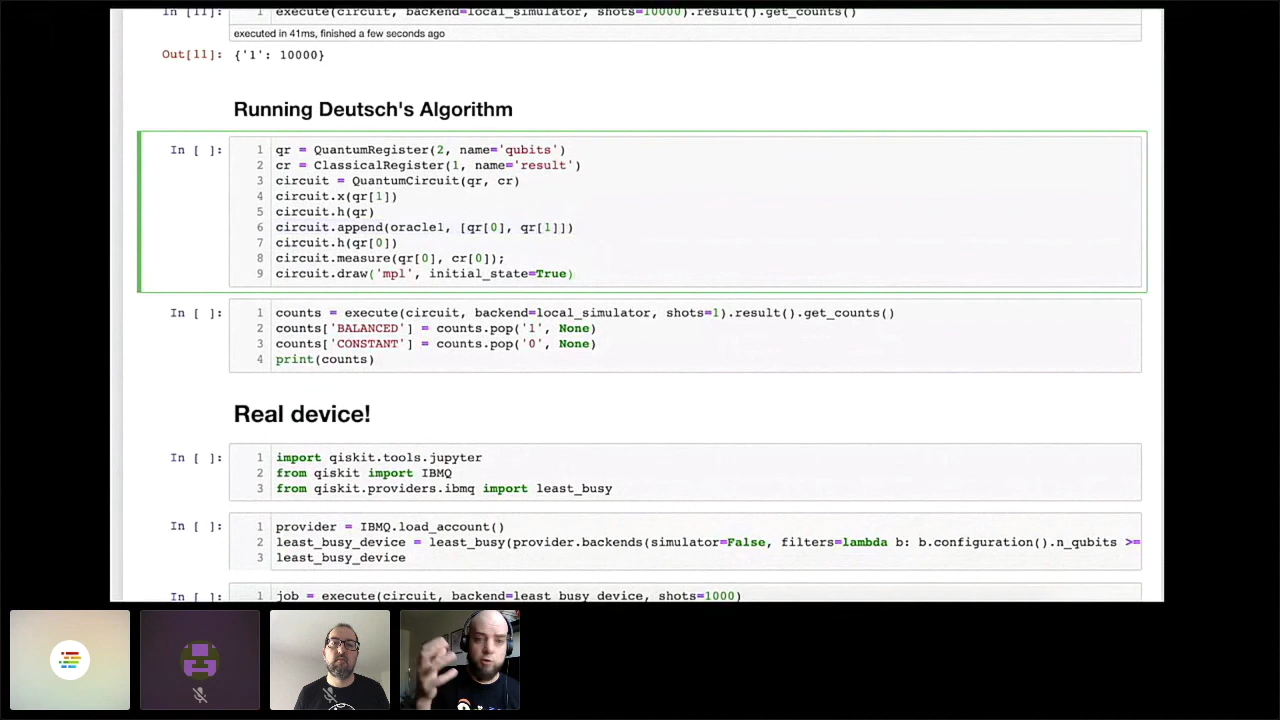 In [11]: 1 execute(circuit, backend=local_simulator, shots=10000).result().get_counts()
executed in 41ms, finished a few seconds ago
Out[11]: {'1': 10000}
Running Deutsch's Algorithm
In [ ]: 1 qr = QuantumRegister(2, name='qubits')
2 cr = ClassicalRegister(1, name='result')
3 circuit = QuantumCircuit(qr, cr)
4 circuit.x(qr[1])
5 circuit.h(qr)
6 circuit.append(oracle1, [qr[0], qr[1]])
7 circuit.h(qr[0])
8 circuit.measure(qr[0], cr[0]);
9 circuit.draw('mpl', initial_state=True)
In [ ]: 1 counts = execute(circuit, backend=local_simulator, shots=1).result().get_counts()
2 counts['BALANCED'] = counts.pop('1', None)
3 counts['CONSTANT'] = counts.pop('0', None)
4 print(counts)
Real device!
In [ ]: 1 import qiskit.tools.jupyter
2 from qiskit import IBMQ
3 from qiskit.providers.ibmq import least_busy
In [ ]: 1 provider = IBMQ.load_account()
2 least_busy_device = least_busy(provider.backends(simulator=False, filters=lambda b: b.configuration().n_qubits >=
3 least_busy_device
In [ ]: 1 job = execute(circuit, backend=least_busy_device, shots=1000)